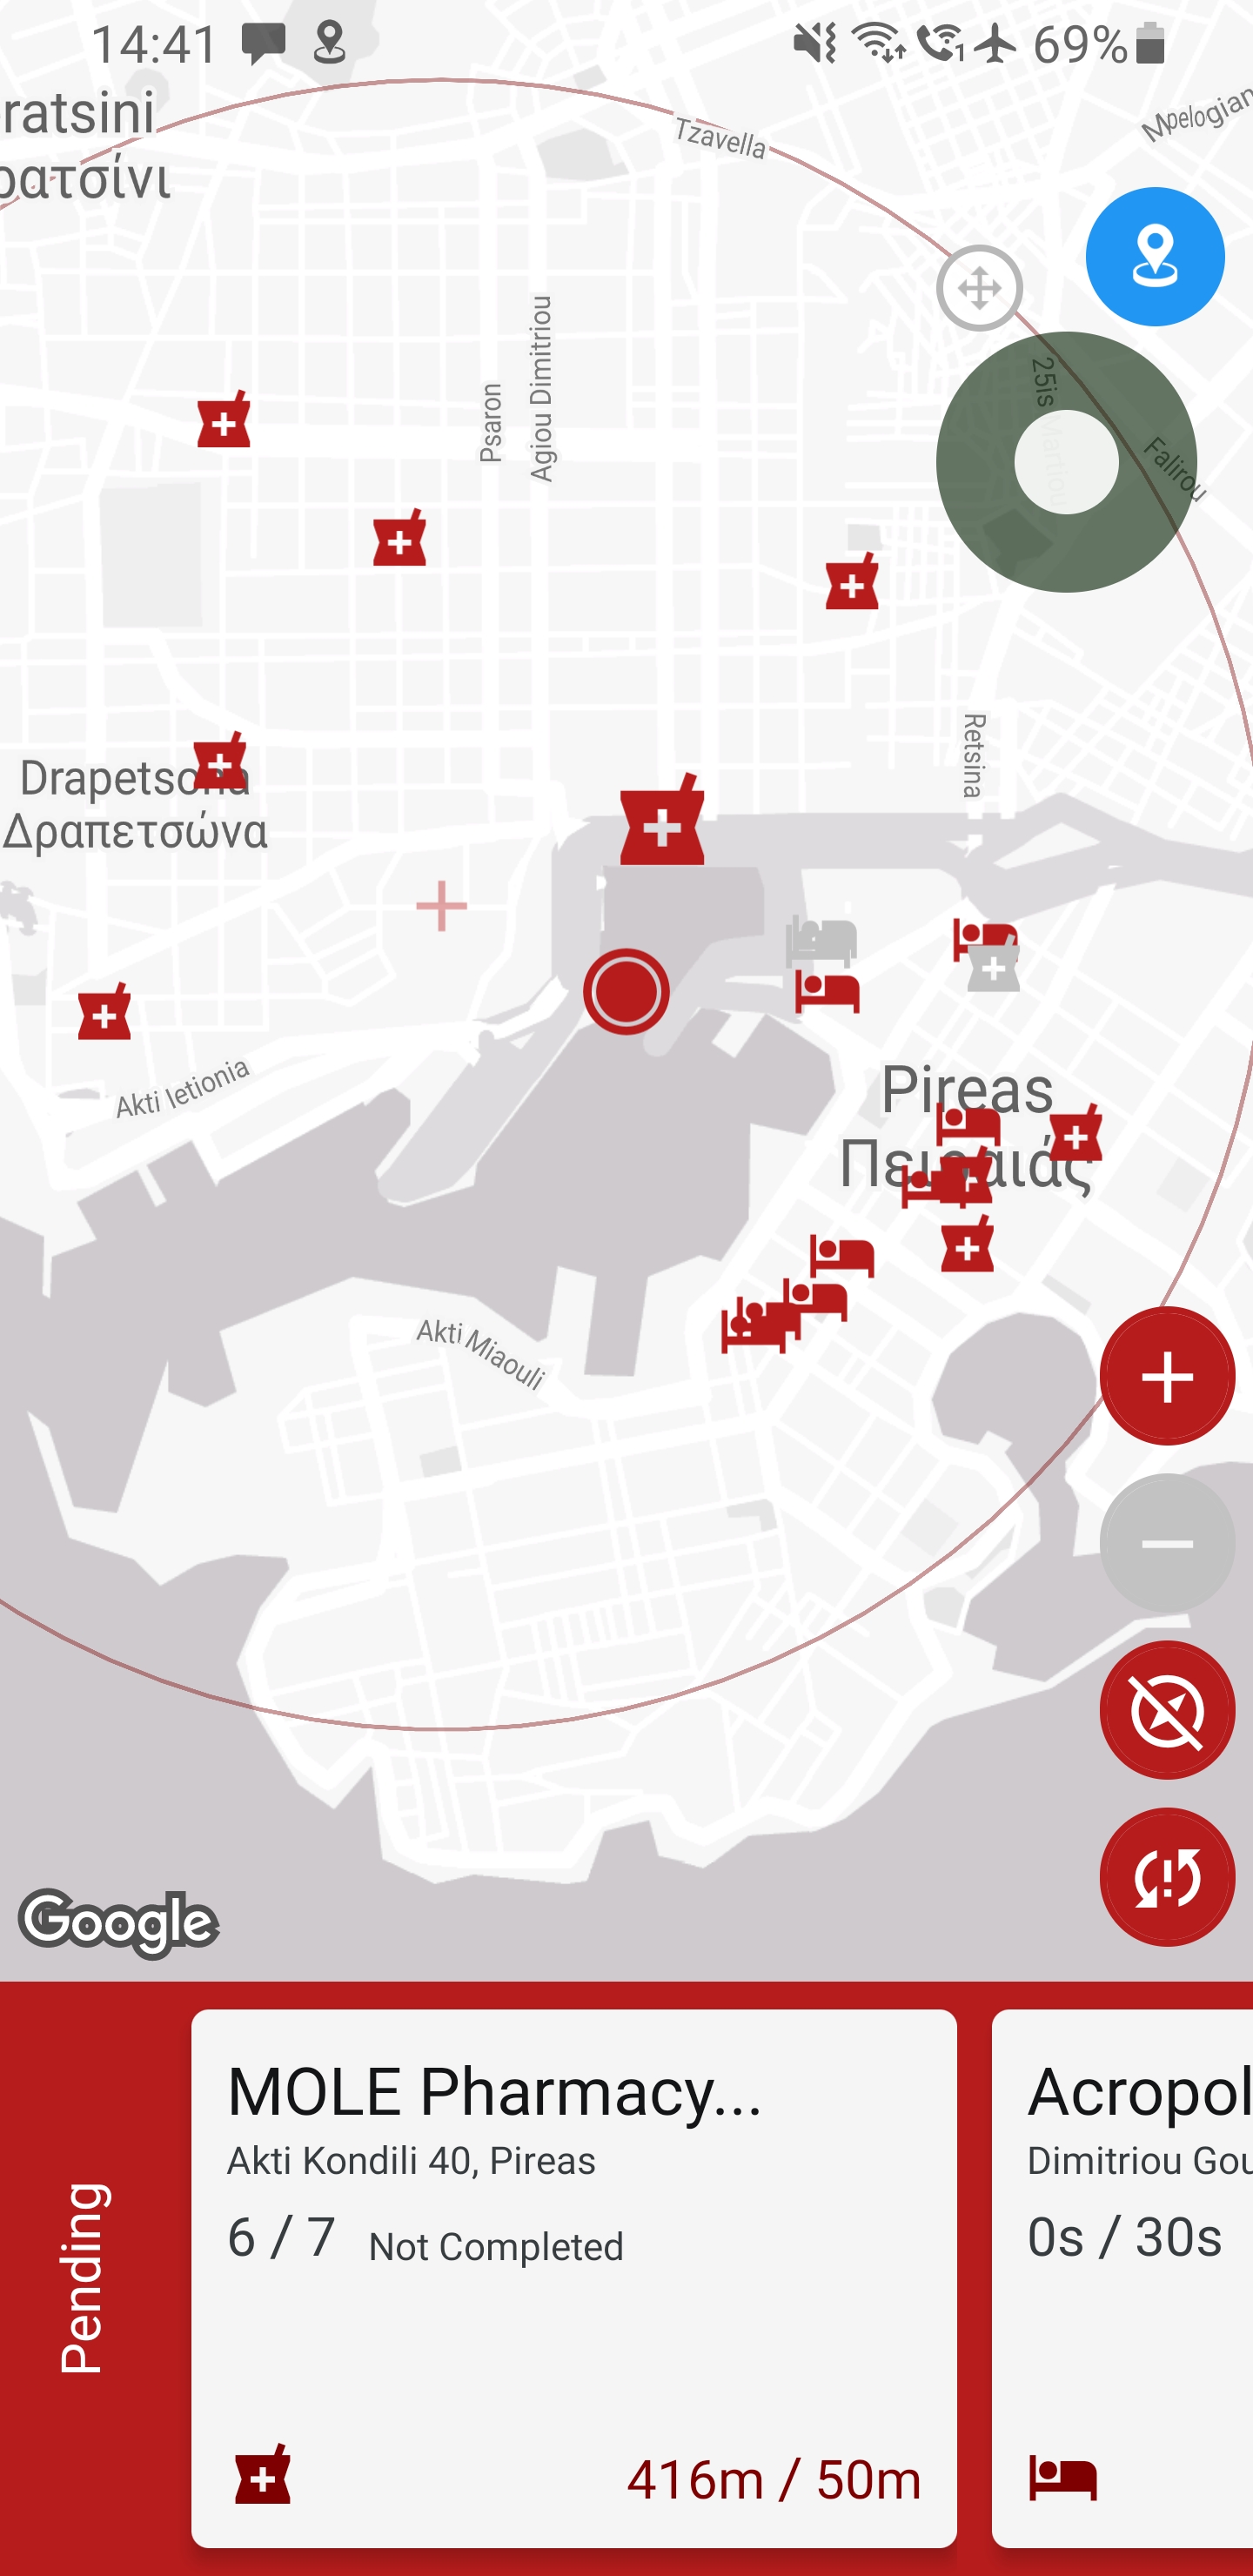 14:41
69%
ratsini
ρατσίνι
Tzavella
Falirou
Psaron
Agiou Dimitriou
Retsina
Drapetsona
Δραπετσώνα
Akti Ietionia
Pireas
Πειραιάς
Akti Miaouli
Google
Pending
MOLE Pharmacy...
Akti Kondili 40, Pireas
6 / 7 Not Completed
416m / 50m
Acropol
Dimitriou Gou
0s / 30s